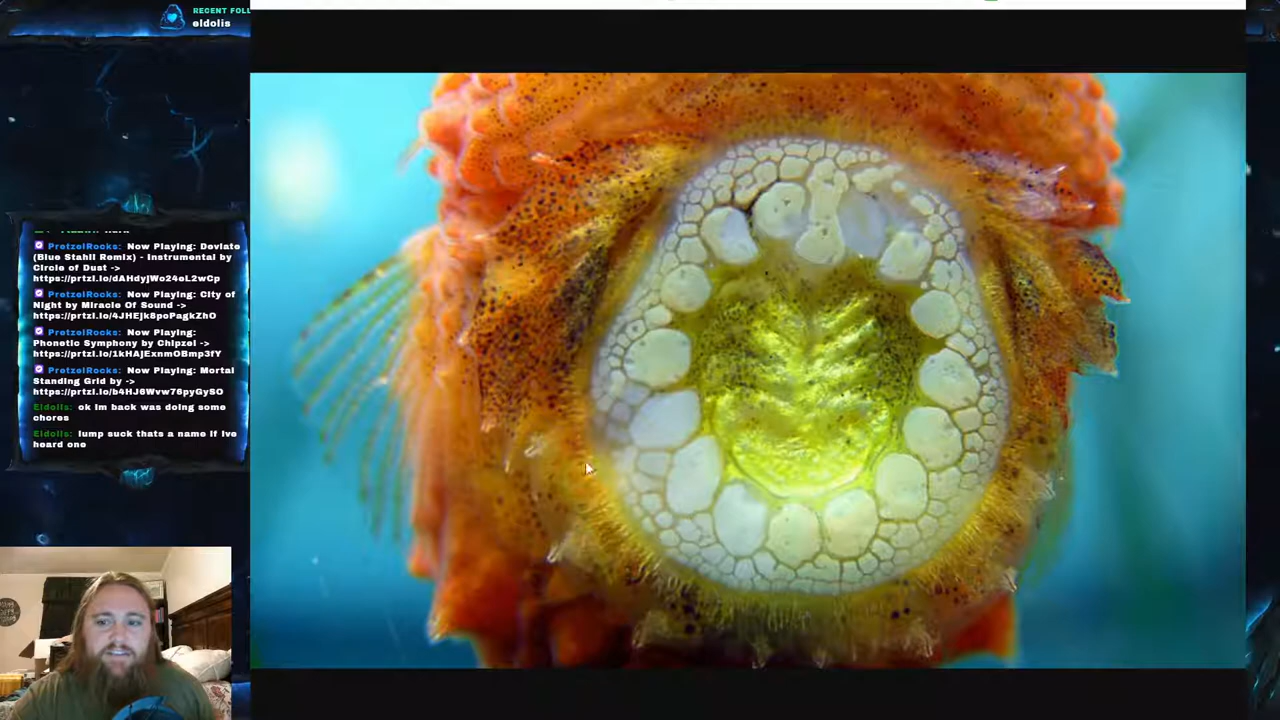 RECENT FOLL
eldolis
PretzelRocks: Now Playing: Deviate
(Blue Stahli Remix) - Instrumental by
Circle of Dust ->
https://prtzl.io/dAHdyjWo24eL2wCp
PretzelRocks: Now Playing: City of
Night by Miracle Of Sound ->
https://prtzl.io/4JHEjk8poPagkZhO
PretzelRocks: Now Playing:
Phonetic Symphony by Chipzel ->
https://prtzl.io/1kHAjExnmOBmp3fY
PretzelRocks: Now Playing: Mortal
Standing Grid by ->
https://prtzl.io/b4HJ6Wvw76pyGySO
Eldolis: ok im back was doing some
chores
Eldolis: lump suck thats a name if ive
heard one